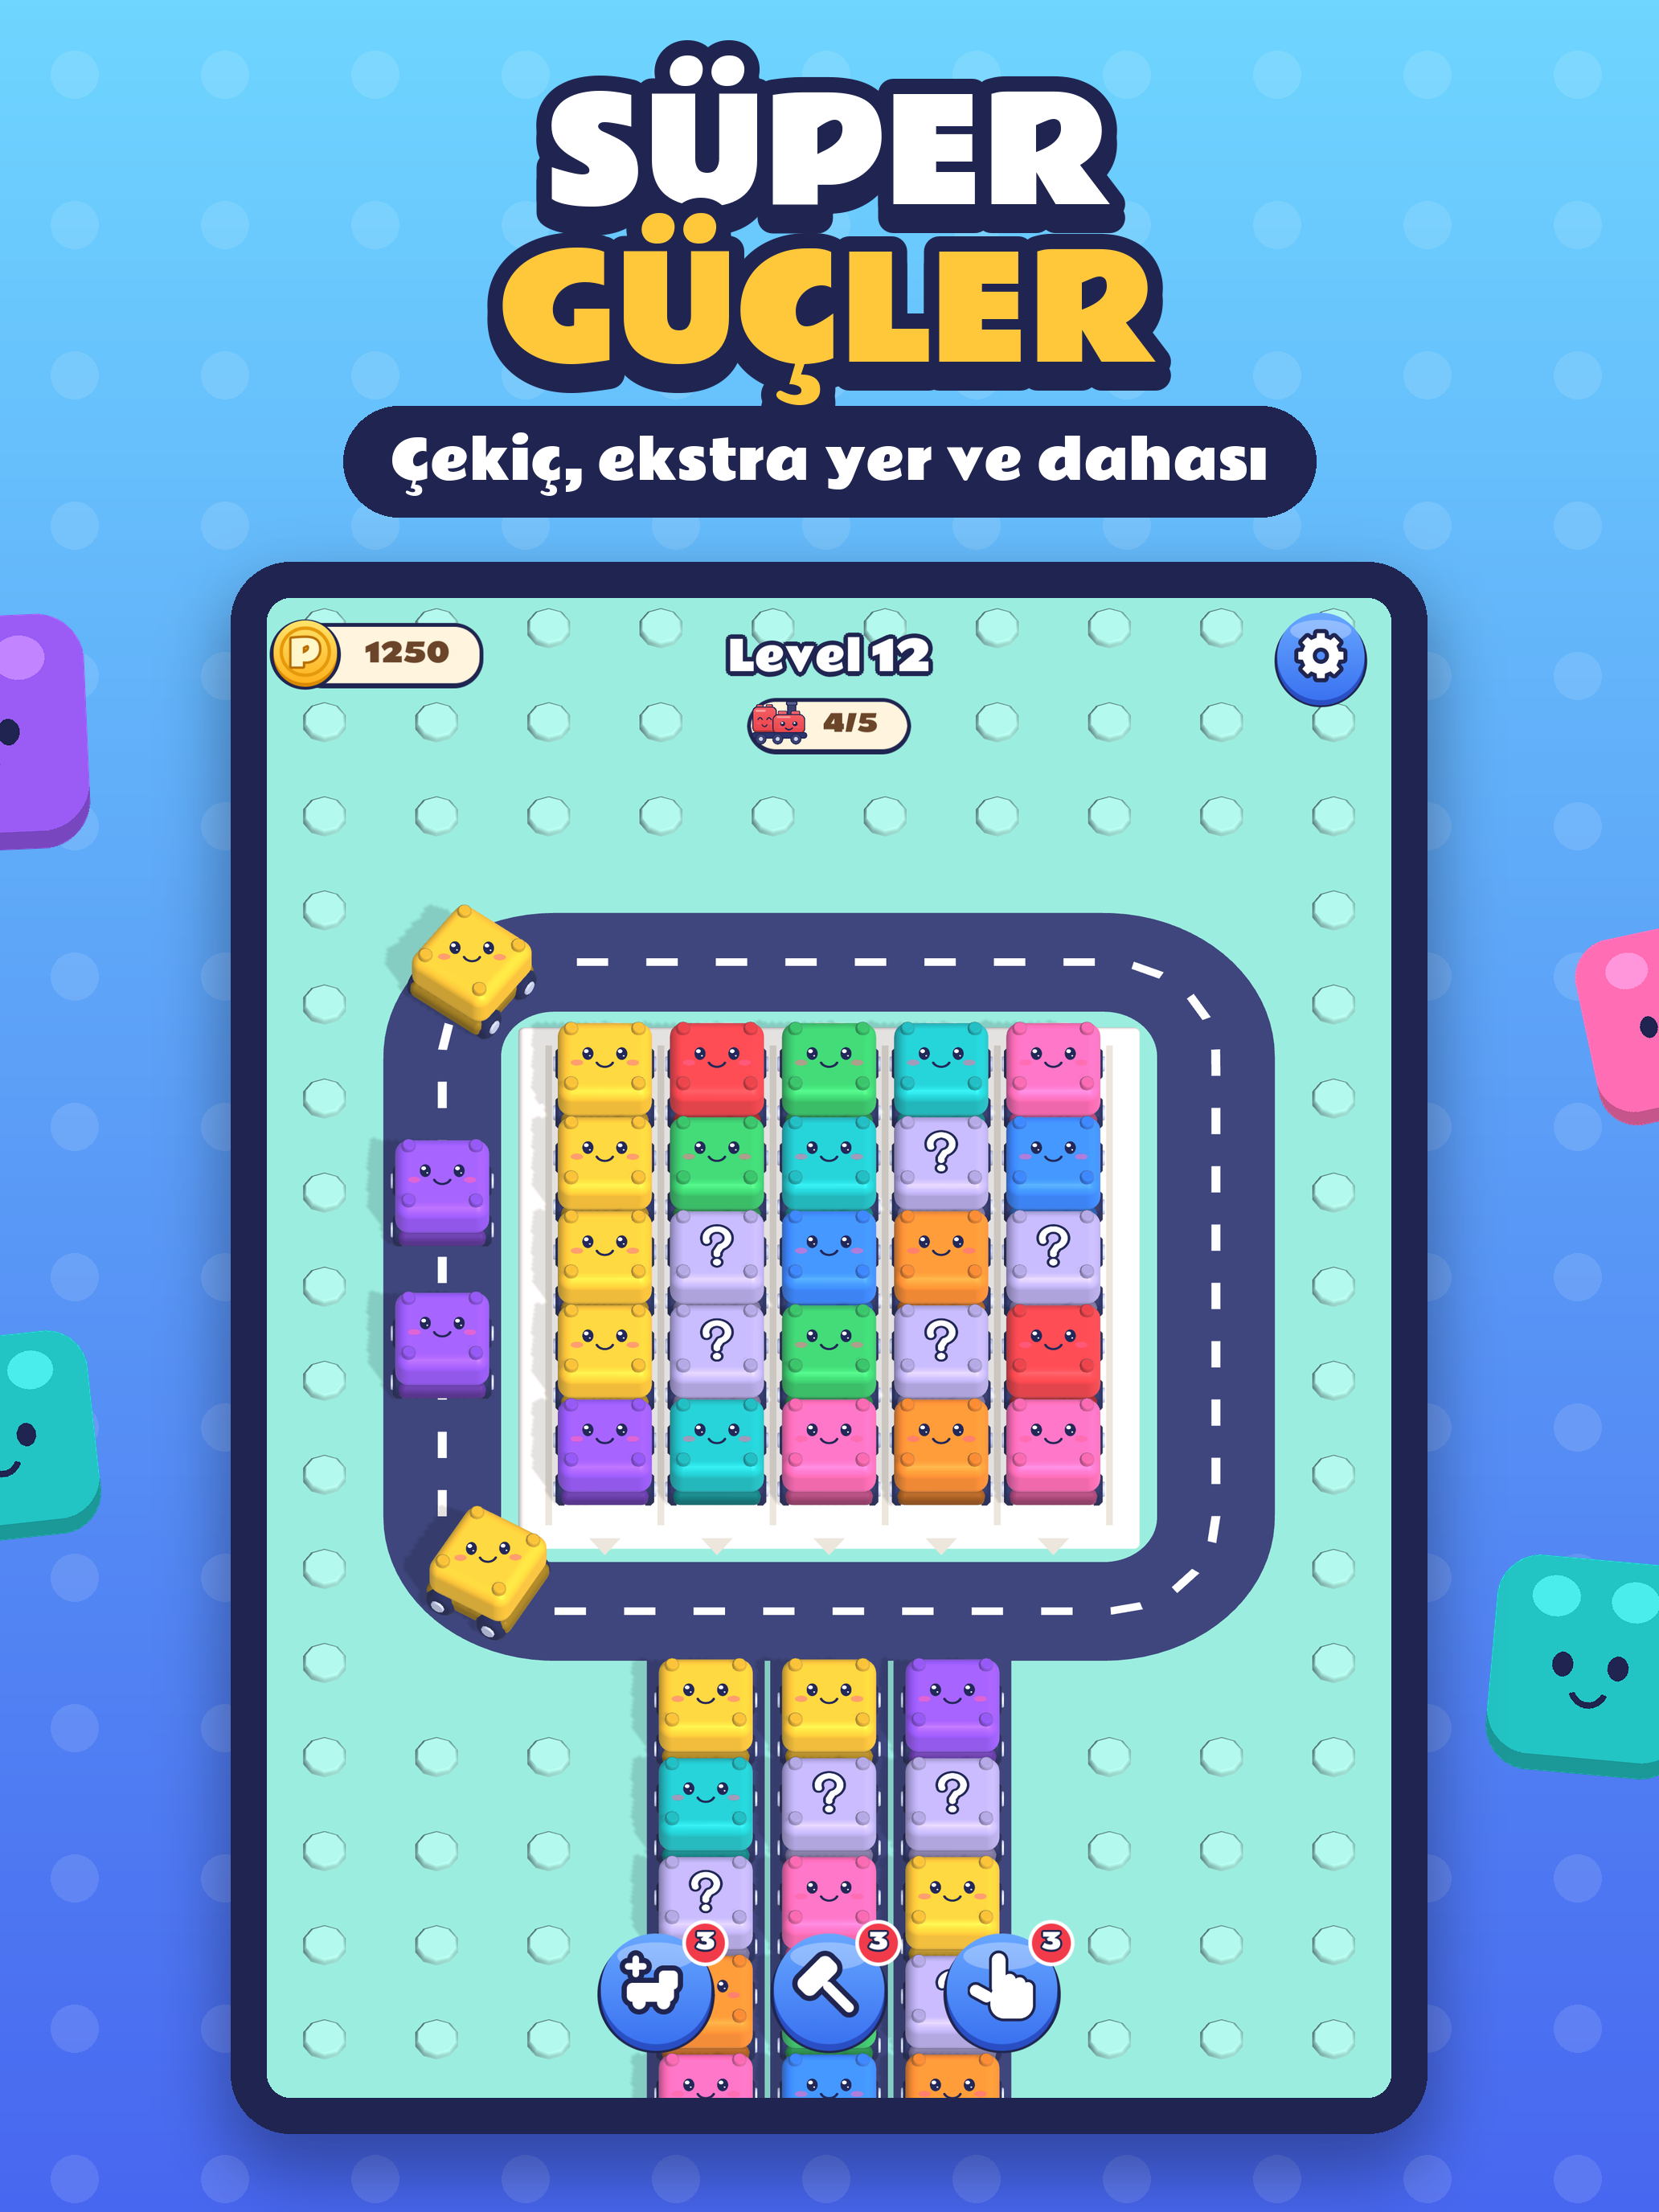 SÜPER
GÜÇLER
Çekiç, ekstra yer ve dahası
P 1250
Level 12
4/5
?
? ?
? ?
? ?
?
3 3 3